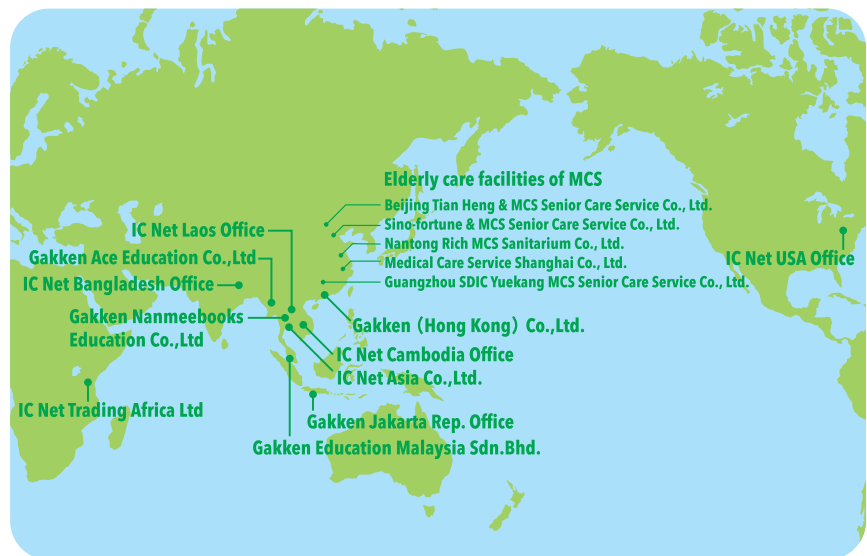 Elderly care facilities of MCS
Beijing Tian Heng & MCS Senior Care Service Co., Ltd.
Sino-fortune & MCS Senior Care Service Co., Ltd.
Nantong Rich MCS Sanitarium Co., Ltd.
Medical Care Service Shanghai Co., Ltd.
Guangzhou SDIC Yuekang MCS Senior Care Service Co., Ltd.
IC Net Laos Office
Gakken Ace Education Co.,Ltd
IC Net Bangladesh Office
Gakken Nanmeebooks
Education Co.,Ltd
IC Net USA Office
Gakken（Hong Kong）Co.,Ltd.
IC Net Cambodia Office
IC Net Asia Co.,Ltd.
IC Net Trading Africa Ltd
Gakken Jakarta Rep. Office
Gakken Education Malaysia Sdn.Bhd.